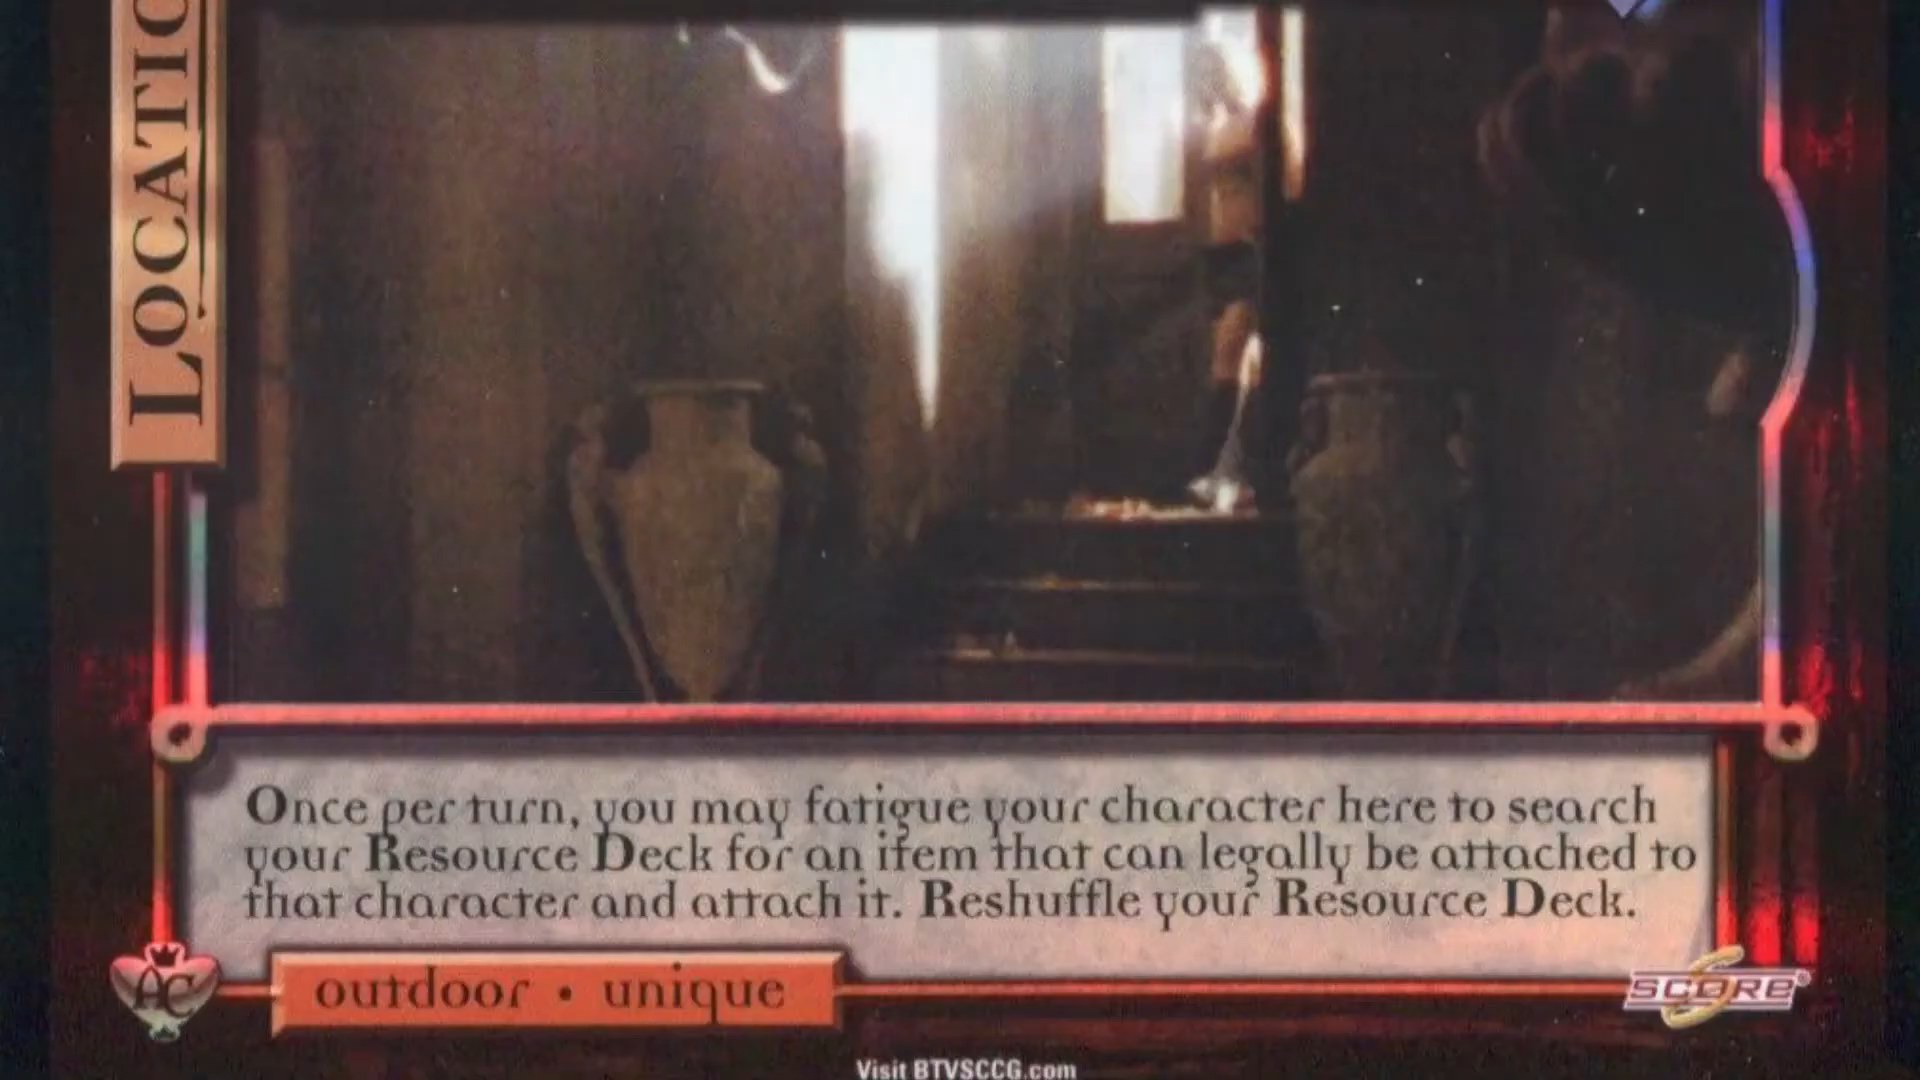 LOCATIO
Once per turn, you may fatigue your character here to search
your Resource Deck for an item that can legally be attached to
that character and attach it. Reshuffle your Resource Deck.
AC
outdoor • unique
SCORE®
Visit BTVSCCG.com